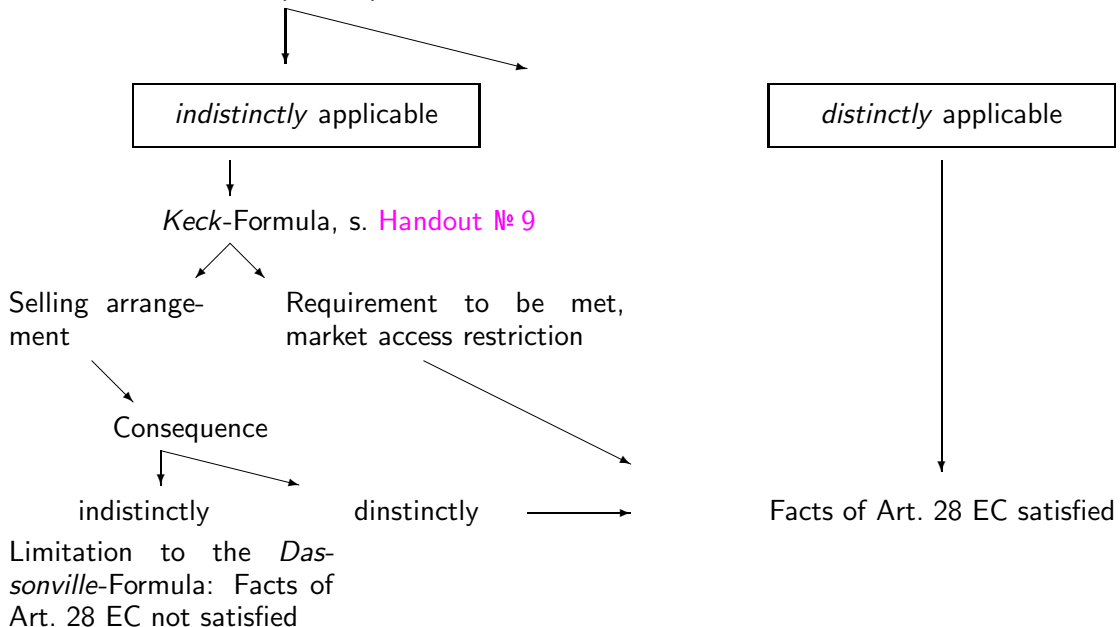 indistinctly applicable
distinctly applicable
Keck-Formula, s. Handout № 9
Selling arrange-
ment
Requirement to be met,
market access restriction
Consequence
indistinctly
dinstinctly
Facts of Art. 28 EC satisfied
Limitation to the Das-
sonville-Formula: Facts of
Art. 28 EC not satisfied